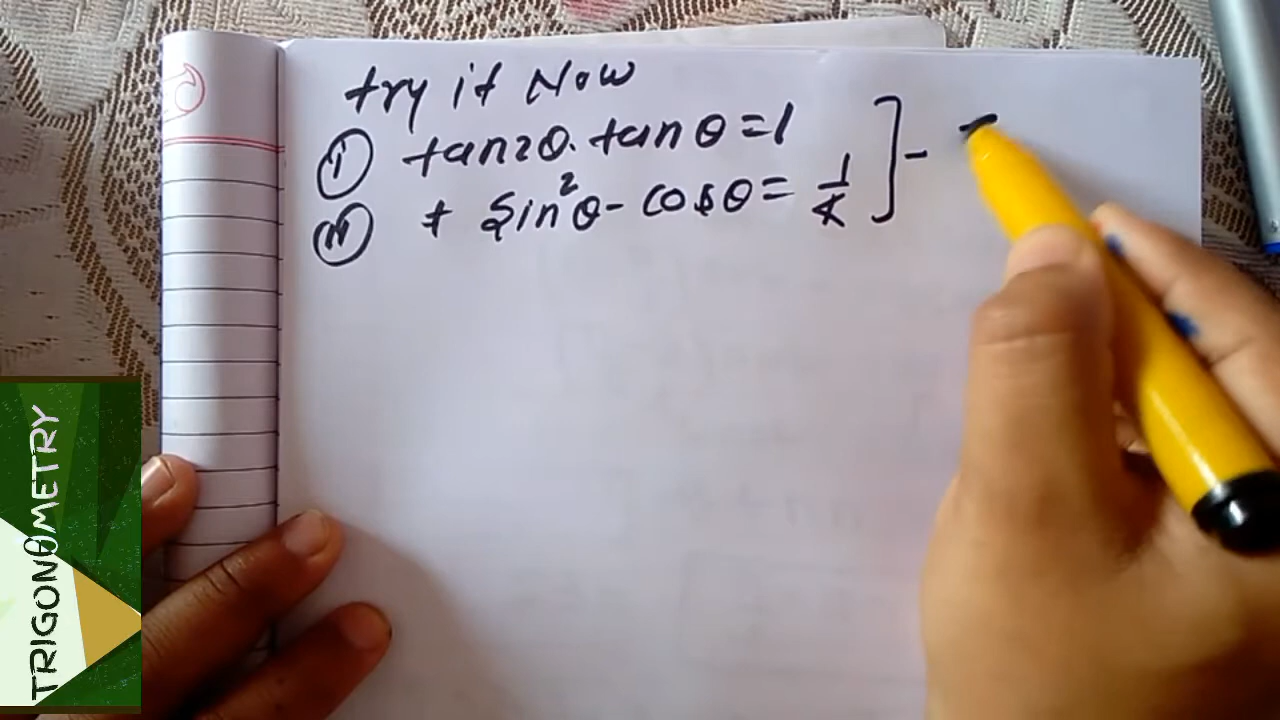 try it Now
(i) tan2θ. tanθ=1
(ii) + sin²θ- cosθ= 1/4
TRIGONOMETRY